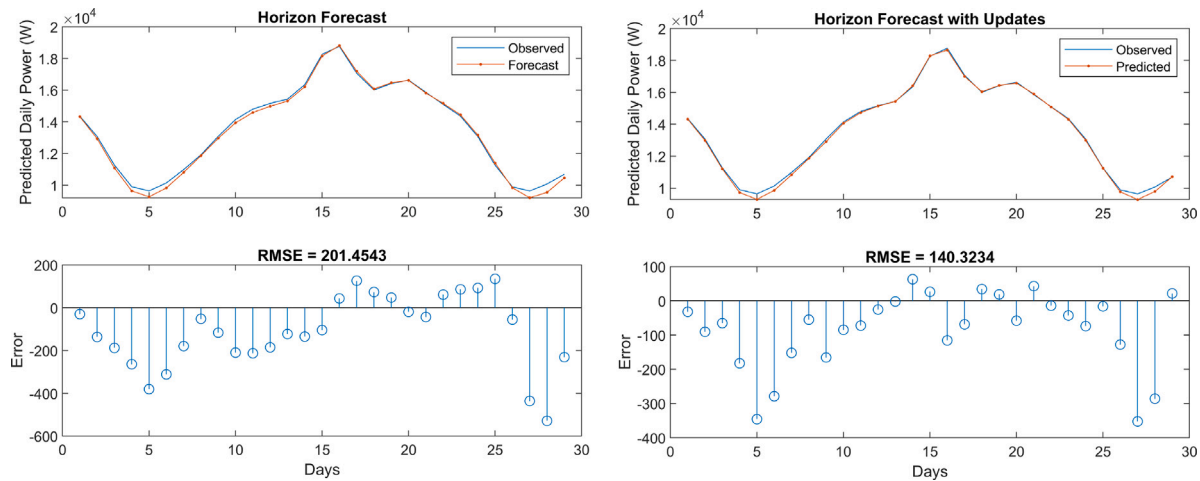 Horizon Forecast
×10⁴
Predicted Daily Power (W)
2
1.8
1.6
1.4
1.2
1
0 5 10 15 20 25 30
Observed
Forecast
RMSE = 201.4543
Error
200
0
-200
-400
-600
0 5 10 15 20 25 30
Days
Horizon Forecast with Updates
×10⁴
Predicted Daily Power (W)
2
1.8
1.6
1.4
1.2
1
0 5 10 15 20 25 30
Observed
Predicted
RMSE = 140.3234
Error
100
0
-100
-200
-300
-400
0 5 10 15 20 25 30
Days